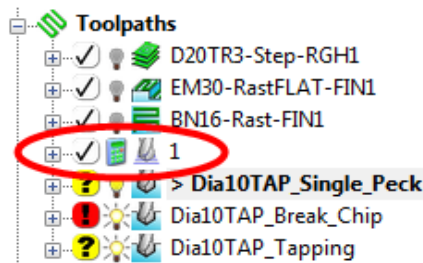 Toolpaths
D20TR3-Step-RGH1
EM30-RastFLAT-FIN1
BN16-Rast-FIN1
1
? > Dia10TAP_Single_Peck
! Dia10TAP_Break_Chip
? Dia10TAP_Tapping